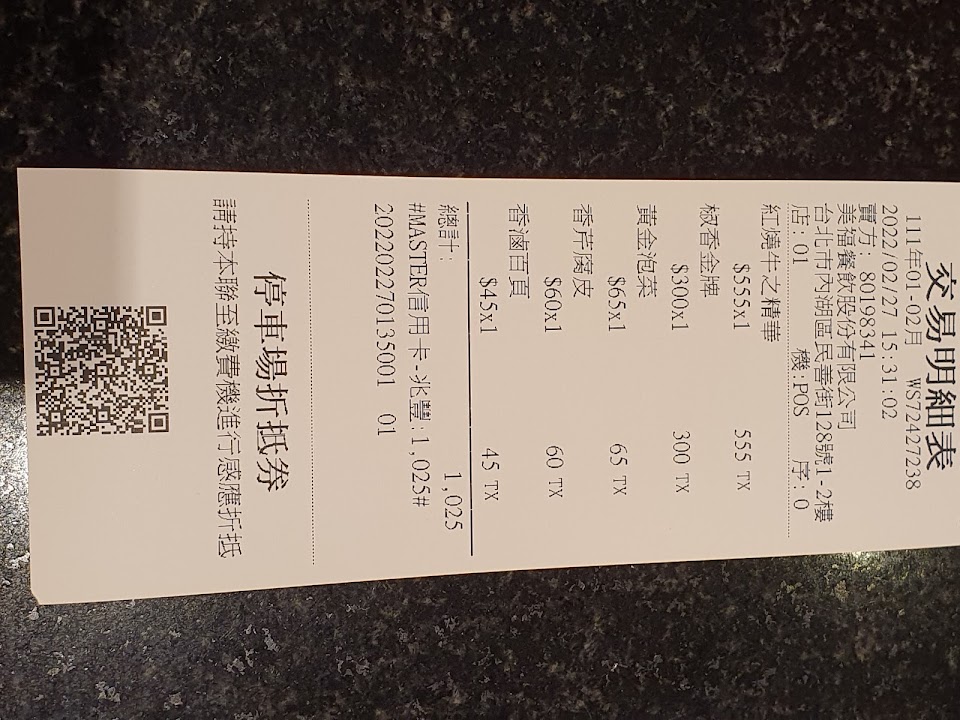 交易明細表
111年01-02月 WS72427238
2022/02/27 15:31:02
賣方: 80198341
美福餐飲股份有限公司
台北市內湖區民善街128號1-2樓
店: 01 機:POS 序:0
紅燒牛之精華
$555x1 555 TX
椒香金牌
$300x1 300 TX
黃金泡菜
$65x1 65 TX
香芹腐皮
$60x1 60 TX
香滷百頁
$45x1 45 TX
總計: 1,025
#MASTER信用卡-兆豐:1,025#
202202270135001 01
停車場折抵券
請持本聯至繳費機進行感應折抵